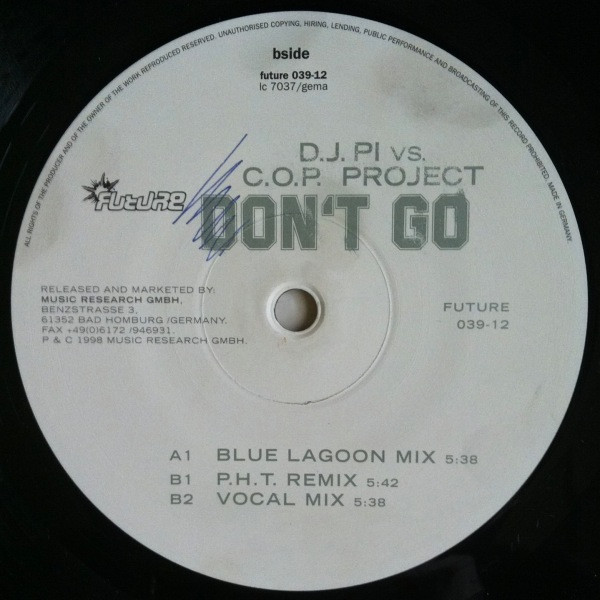 ALL RIGHTS OF THE PRODUCER AND OF THE OWNER OF THE WORK REPRODUCED RESERVED. UNAUTHORISED COPYING, HIRING, LENDING, PUBLIC PERFORMANCE AND BROADCASTING OF THIS RECORD PROHIBITED. MADE IN GERMANY.
bside
future 039-12
lc 7037/gema
D.J. PI VS.
C.O.P. PROJECT
FUTURE
DON'T GO
RELEASED AND MARKETED BY:
MUSIC RESEARCH GMBH.
BENZSTRASSE 3,
61352 BAD HOMBURG /GERMANY.
FAX +49(0)6172 /946931.
P & C 1998 MUSIC RESEARCH GMBH.
FUTURE
039-12
A1 BLUE LAGOON MIX 5:38
B1 P.H.T. REMIX 5:42
B2 VOCAL MIX 5:38